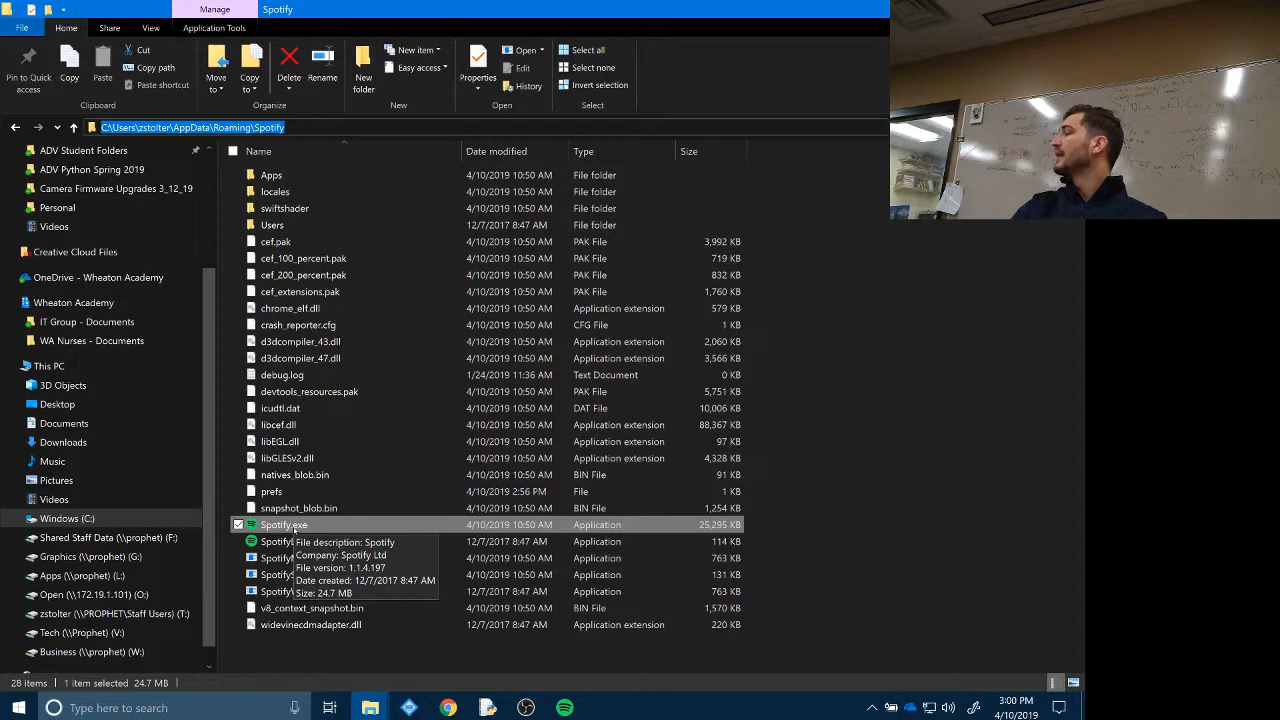 Manage
Spotify
File
Home
Share
View
Application Tools
Pin to Quick access
Copy
Paste
Cut
Copy path
Paste shortcut
Clipboard
Move to
Copy to
Delete
Rename
Organize
New folder
New item
Easy access
New
Properties
Open
Edit
History
Open
Select all
Select none
Invert selection
Select
C:\Users\zstolter\AppData\Roaming\Spotify
Name Date modified Type Size
ADV Student Folders
ADV Python Spring 2019
Camera Firmware Upgrades 3_12_19
Personal
Videos
Creative Cloud Files
OneDrive - Wheaton Academy
Wheaton Academy
IT Group - Documents
WA Nurses - Documents
This PC
3D Objects
Desktop
Documents
Downloads
Music
Pictures
Videos
Windows (C:)
Shared Staff Data (\\prophet) (F:)
Graphics (\\prophet) (G:)
Apps (\\prophet) (L:)
Open (\\172.19.1.101) (O:)
zstolter (\\PROPHET\Staff Users) (T:)
Tech (\\Prophet) (V:)
Business (\\prophet) (W:)
Apps 4/10/2019 10:50 AM File folder
locales 4/10/2019 10:50 AM File folder
swiftshader 4/10/2019 10:50 AM File folder
Users 12/7/2017 8:47 AM File folder
cef.pak 4/10/2019 10:50 AM PAK File 3,992 KB
cef_100_percent.pak 4/10/2019 10:50 AM PAK File 719 KB
cef_200_percent.pak 4/10/2019 10:50 AM PAK File 832 KB
cef_extensions.pak 4/10/2019 10:50 AM PAK File 1,760 KB
chrome_elf.dll 4/10/2019 10:50 AM Application extension 579 KB
crash_reporter.cfg 4/10/2019 10:50 AM CFG File 1 KB
d3dcompiler_43.dll 4/10/2019 10:50 AM Application extension 2,060 KB
d3dcompiler_47.dll 4/10/2019 10:50 AM Application extension 3,566 KB
debug.log 1/24/2019 11:36 AM Text Document 0 KB
devtools_resources.pak 4/10/2019 10:50 AM PAK File 5,751 KB
icudtl.dat 4/10/2019 10:50 AM DAT File 10,006 KB
libcef.dll 4/10/2019 10:50 AM Application extension 88,367 KB
libEGL.dll 4/10/2019 10:50 AM Application extension 97 KB
libGLESv2.dll 4/10/2019 10:50 AM Application extension 4,328 KB
natives_blob.bin 4/10/2019 10:50 AM BIN File 91 KB
prefs 4/10/2019 2:56 PM File 1 KB
snapshot_blob.bin 4/10/2019 10:50 AM BIN File 1,254 KB
Spotify.exe 4/10/2019 10:50 AM Application 25,295 KB
Spotify 12/7/2017 8:47 AM Application 114 KB
Spotify 4/10/2019 10:50 AM Application 763 KB
Spotify 4/10/2019 10:50 AM Application 131 KB
Spotify 12/7/2017 8:47 AM Application 763 KB
v8_context_snapshot.bin 4/10/2019 10:50 AM BIN File 1,570 KB
widevinecdmadapter.dll 12/7/2017 8:47 AM Application extension 220 KB
File description: Spotify
Company: Spotify Ltd
File version: 1.1.4.197
Date created: 12/7/2017 8:47 AM
Size: 24.7 MB
28 items 1 item selected 24.7 MB
Type here to search
3:00 PM
4/10/2019